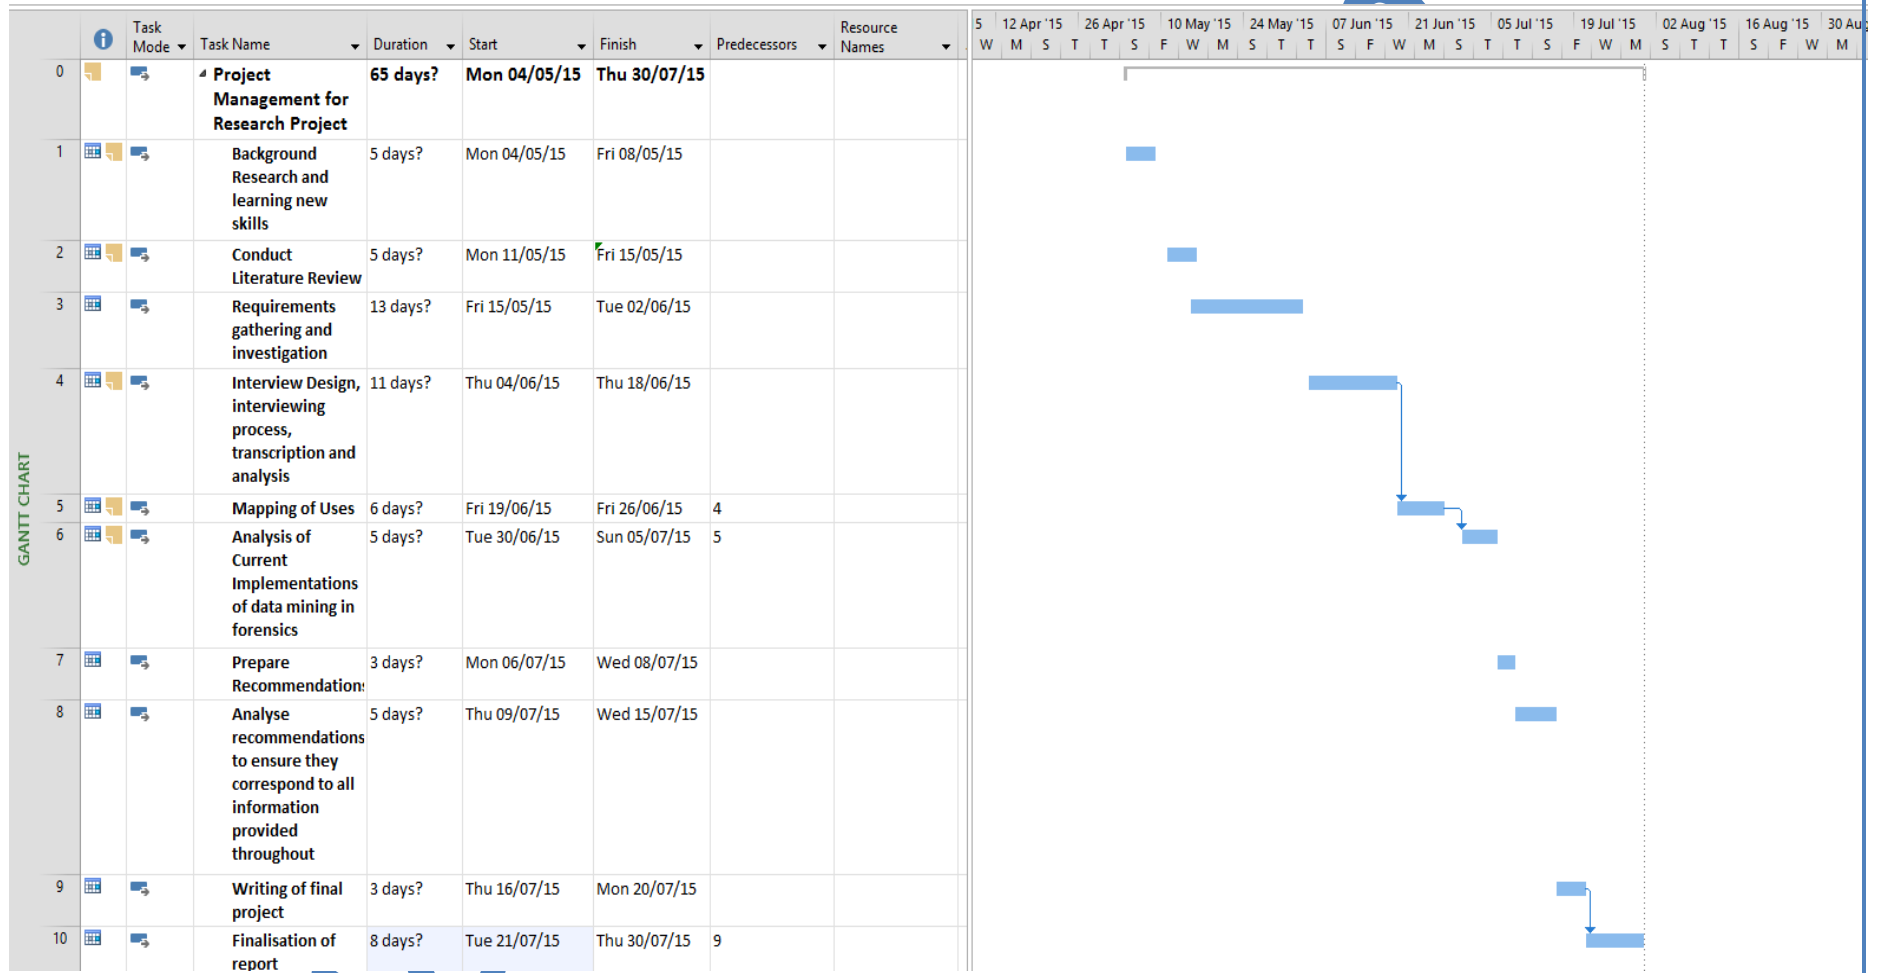 Task
Mode
Task Name
Duration
Start
Finish
Predecessors
Resource
Names
5 12 Apr '15 26 Apr '15 10 May '15 24 May '15 07 Jun '15 21 Jun '15 05 Jul '15 19 Jul '15 02 Aug '15 16 Aug '15 30 Aug
W M S T T S F W M S T T S F W M S T T S F W M S T T S F W M
0 Project 65 days? Mon 04/05/15 Thu 30/07/15
Management for
Research Project
1 Background 5 days? Mon 04/05/15 Fri 08/05/15
Research and
learning new
skills
2 Conduct 5 days? Mon 11/05/15 Fri 15/05/15
Literature Review
3 Requirements 13 days? Fri 15/05/15 Tue 02/06/15
gathering and
investigation
4 Interview Design, 11 days? Thu 04/06/15 Thu 18/06/15
interviewing
process,
transcription and
analysis
5 Mapping of Uses 6 days? Fri 19/06/15 Fri 26/06/15 4
6 Analysis of 5 days? Tue 30/06/15 Sun 05/07/15 5
Current
Implementations
of data mining in
forensics
7 Prepare 3 days? Mon 06/07/15 Wed 08/07/15
Recommendations
8 Analyse 5 days? Thu 09/07/15 Wed 15/07/15
recommendations
to ensure they
correspond to all
information
provided
throughout
9 Writing of final 3 days? Thu 16/07/15 Mon 20/07/15
project
10 Finalisation of 8 days? Tue 21/07/15 Thu 30/07/15 9
report
GANTT CHART